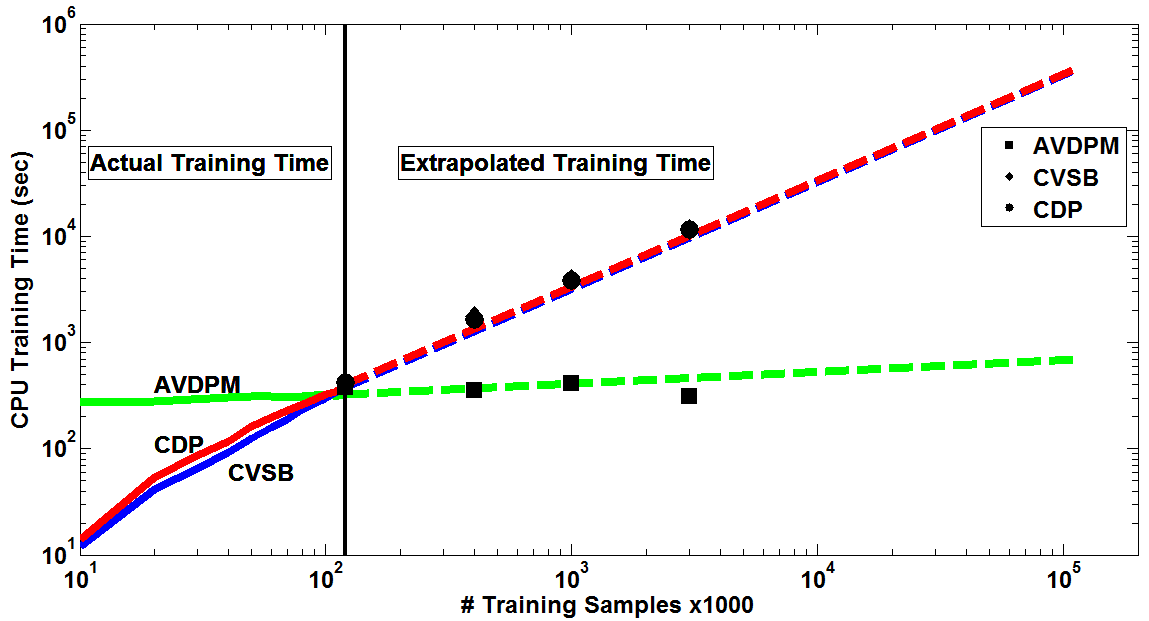 10^6
10^5
10^4
10^3
10^2
10^1
CPU Training Time (sec)
Actual Training Time
Extrapolated Training Time
AVDPM
CVSB
CDP
AVDPM
CDP
CVSB
10^1 10^2 10^3 10^4 10^5
# Training Samples x1000